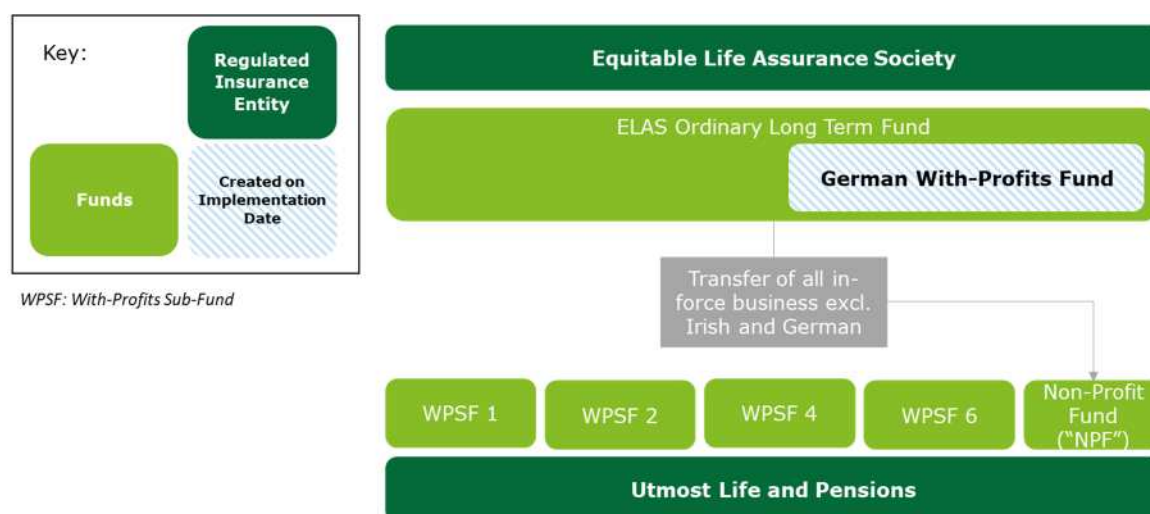 Key:
Regulated
Insurance
Entity
Funds
Created on
Implementation
Date
WPSF: With-Profits Sub-Fund
Equitable Life Assurance Society
ELAS Ordinary Long Term Fund
German With-Profits Fund
Transfer of all in-
force business excl.
Irish and German
WPSF 1
WPSF 2
WPSF 4
WPSF 6
Non-Profit
Fund
(“NPF”)
Utmost Life and Pensions